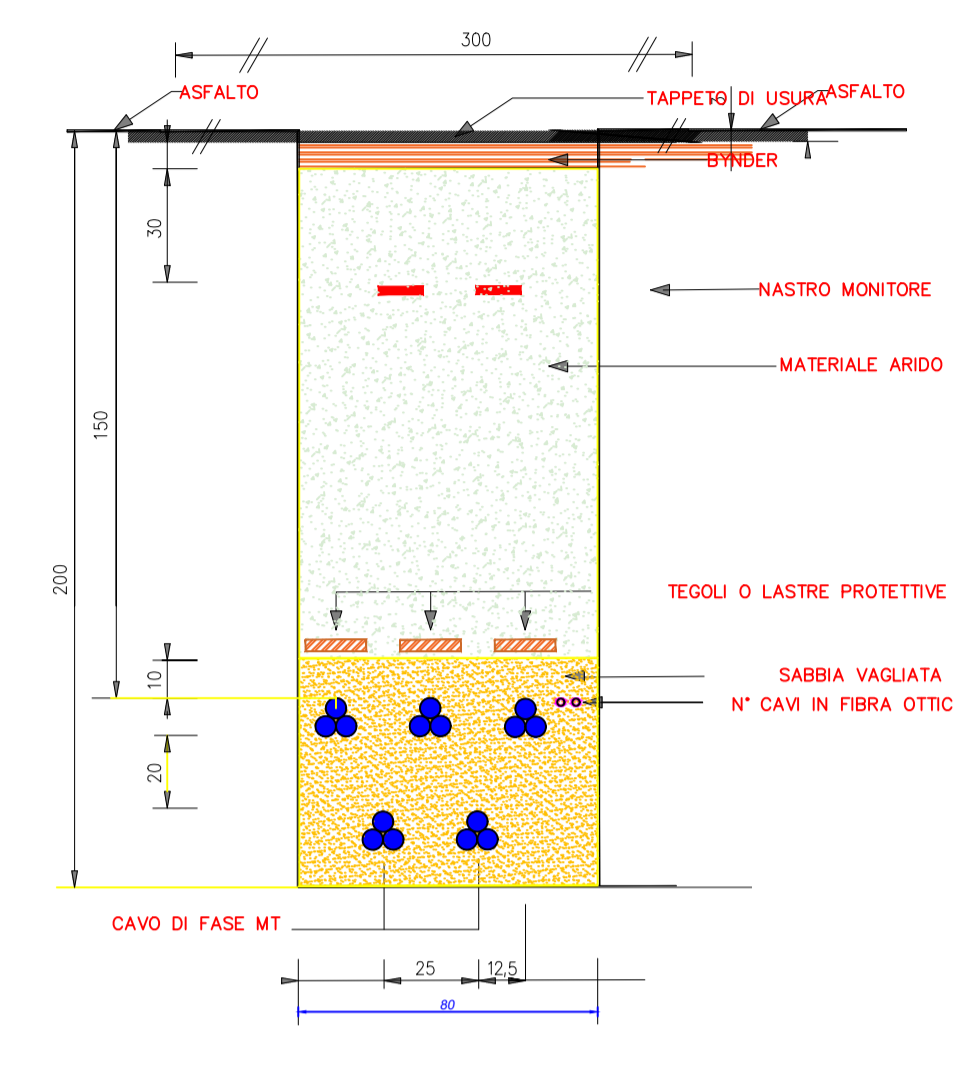 300
ASFALTO
TAPPETO DI USURA
ASFALTO
BYNDER
30
NASTRO MONITORE
MATERIALE ARIDO
150
200
TEGOLI O LASTRE PROTETTIVE
10
SABBIA VAGLIATA
N° CAVI IN FIBRA OTTIC
20
CAVO DI FASE MT
25
12,5
80